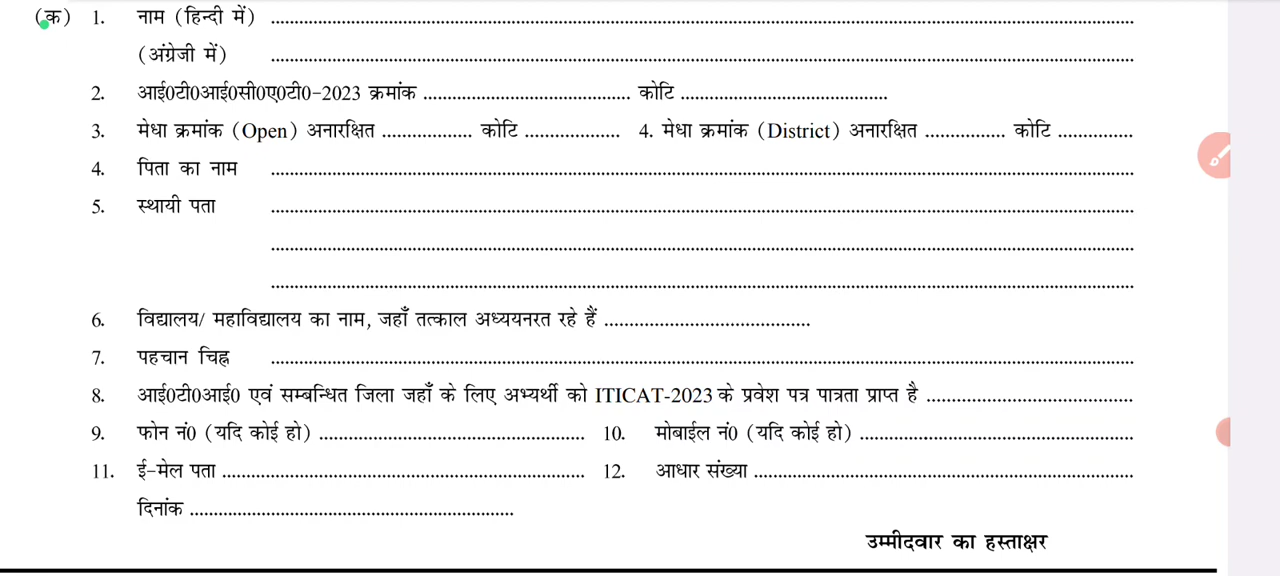 (क) 1. नाम (हिन्दी में) ........................................
(अंग्रेजी में) ........................................
2. आई0टी0आई0सी0ए0टी0-2023 क्रमांक .................... कोटि ....................
3. मेधा क्रमांक (Open) अनारक्षित .................. कोटि ................... 4. मेधा क्रमांक (District) अनारक्षित ................ कोटि ...............
4. पिता का नाम ........................................
5. स्थायी पता ........................................
........................................
........................................
6. विद्यालय/ महाविद्यालय का नाम, जहाँ तत्काल अध्ययनरत रहे हैं ........................................
7. पहचान चिह्न ........................................
8. आई0टी0आई0 एवं सम्बन्धित जिला जहाँ के लिए अभ्यर्थी को ITICAT-2023 के प्रवेश पत्र पात्रता प्राप्त है ........................................
9. फोन नं0 (यदि कोई हो) ........................................ 10. मोबाईल नं0 (यदि कोई हो) ........................................
11. ई-मेल पता ........................................ 12. आधार संख्या ........................................
दिनांक ........................................
उम्मीदवार का हस्ताक्षर